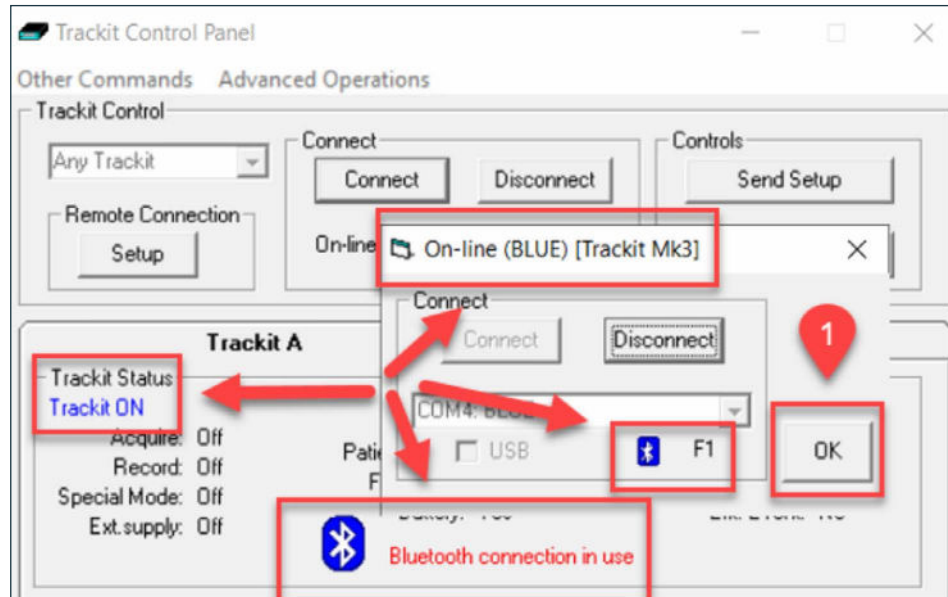 Trackit Control Panel
Other Commands Advanced Operations
Trackit Control
Any Trackit
Remote Connection
Setup
Connect
Connect Disconnect
On-line
Controls
Send Setup
On-line (BLUE) [Trackit Mk3]
Connect
Connect Disconnect
COM4: BLUE
USB
F1
OK
1
Trackit A
Trackit Status
Trackit ON
Acquire: Off
Record: Off
Special Mode: Off
Ext.supply: Off
Bluetooth connection in use